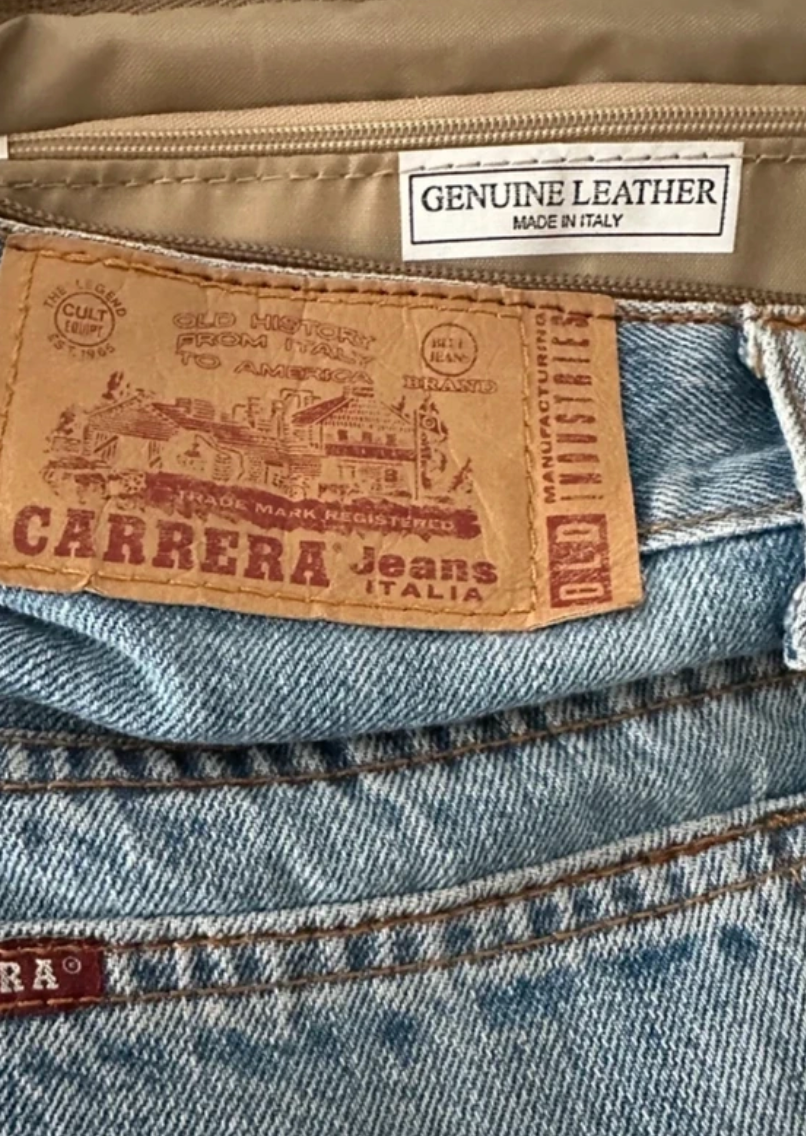 GENUINE LEATHER
MADE IN ITALY
THE LEGEND
CULT
EQUIPT
EST. 1965
OLD HISTORY
FROM ITALY
TO AMERICA
BLUE
JEANS
BRAND
TRADE MARK REGISTERED
CARRERA Jeans
ITALIA
MANUFACTURING
OLD INDUSTRIES
RA®